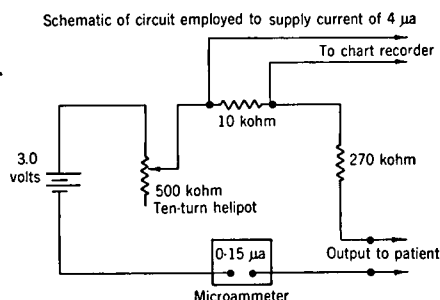 Schematic of circuit employed to supply current of 4 μa
To chart recorder
10 kohm
3.0
volts
270 kohm
500 kohm
Ten-turn helipot
0-15 μa
Output to patient
Microammeter